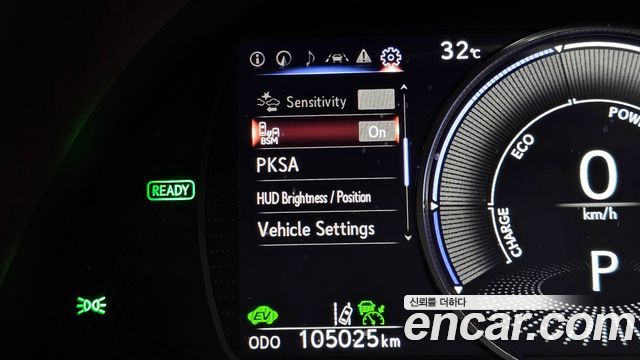 32°C
Sensitivity
BSM On
PKSA
HUD Brightness / Position
Vehicle Settings
READY
EV
ODO 105025 km
CHARGE
ECO
POW
0
km/h
P
신뢰를 더하다
encar.com